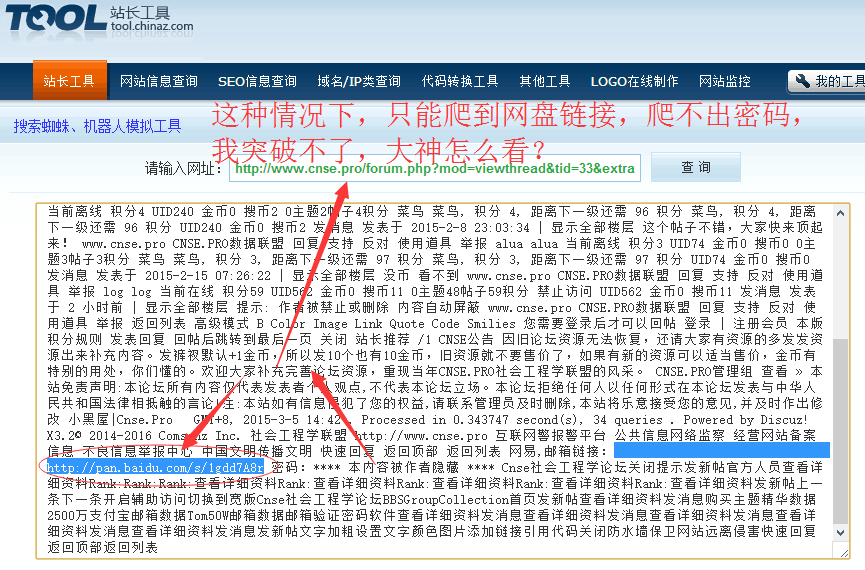 TOOL 站长工具
tool.chinaz.com
站长工具 网站信息查询 SEO信息查询 域名/IP类查询 代码转换工具 其他工具 LOGO在线制作 网站监控 我的工具
这种情况下，只能爬到网盘链接，爬不出密码，
搜索蜘蛛、机器人模拟工具
我突破不了，大神怎么看？
请输入网址： http://www.cnse.pro/forum.php?mod=viewthread&tid=33&extra 查 询
当前离线 积分4 UID240 金币0 搜币2 0主题2帖子4积分 菜鸟 菜鸟, 积分 4, 距离
下一级还需 96 积分 菜鸟, 积分 4, 距离下一级还需 96 积分 UID240 金币0 搜币2 发消息 发表于 2015-2-8 23:03:34 | 显示全部楼层 这个帖子不错，大家快来顶起
来！ www.cnse.pro CNSE.PRO数据联盟 回复 支持 反对 使用道具 举报 alua alua 当前离线 积分3 UID74 金币0 搜币0 0主
题3帖子3积分 菜鸟 菜鸟, 积分 3, 距离下一级还需 97 积分 菜鸟, 积分 3, 距离下一级还需 97 积分 UID74 金币0 搜币0
发消息 发表于 2015-2-15 07:26:22 | 显示全部楼层 没币 看不到 www.cnse.pro CNSE.PRO数据联盟 回复 支持 反对 使用道
具 举报 log log 当前在线 积分59 UID562 金币0 搜币11 0主题48帖子59积分 禁止访问 UID562 金币0 搜币11 发消息 发表
于 2 小时前 | 显示全部楼层 提示: 作者被禁止或删除 内容自动屏蔽 www.cnse.pro CNSE.PRO数据联盟 回复 支持 反对 使
用道具 举报 返回列表 高级模式 B Color Image Link Quote Code Smilies 您需要登录后才可以回帖 登录 | 注册会员 本版
积分规则 发表回复 回帖后跳转到最后一页 关闭 站长推荐 /1 CNSE公告 因旧论坛资源无法恢复，还请大家有资源的多发发资
源出来补充内容。发裤衩默认+1金币，所以发10个也有10金币，旧资源就不要售价了，如果有新的资源可以适当售价，金币有
特别的用处，你们懂的。欢迎大家补充完善论坛资源，重现当年CNSE.PRO社会工程学联盟的风采。 CNSE.PRO管理组 查看 » 本
站免责声明:本论坛所有内容仅代表发表者个人观点,不代表本论坛立场。本论坛拒绝任何人以任何形式在本论坛发表与中华人
民共和国法律相抵触的言论!注:本站如有信息侵犯了您的权益,请联系管理员及时删除,本站将乐意接受您的意见,并及时作出修
改 小黑屋|Cnse.Pro GMT+8, 2015-3-5 14:42 , Processed in 0.343747 second(s), 34 queries . Powered by Discuz!
X3.2© 2014-2016 Comsenz Inc. 社会工程学联盟 http://www.cnse.pro 互联网警报警平台 公共信息网络监察 经营网站备案
信息 不良信息举报中心 中国文明传播文明 快速回复 返回顶部 返回列表 网易,邮箱链接：
http://pan.baidu.com/s/1gdd7A8r 密码：**** 本内容被作者隐藏 **** Cnse社会工程学论坛关闭提示发新帖官方人员查看详
细资料Rank:Rank:Rank:查看详细资料Rank:查看详细资料Rank:查看详细资料Rank:查看详细资料Rank:查看详细资料发新帖上一
条下一条开启辅助访问切换到宽版Cnse社会工程学论坛BBSGroupCollection首页发新帖查看详细资料发消息购买主题精华数据
2500万支付宝邮箱数据Tom50W邮箱数据邮箱验证密码软件查看详细资料发消息查看详细资料发消息查看详细资料发消息查看详
细资料发消息查看详细资料发消息发新帖文字加粗设置文字颜色图片添加链接引用代码关闭防水墙保卫网站远离侵害快速回复
返回顶部返回列表